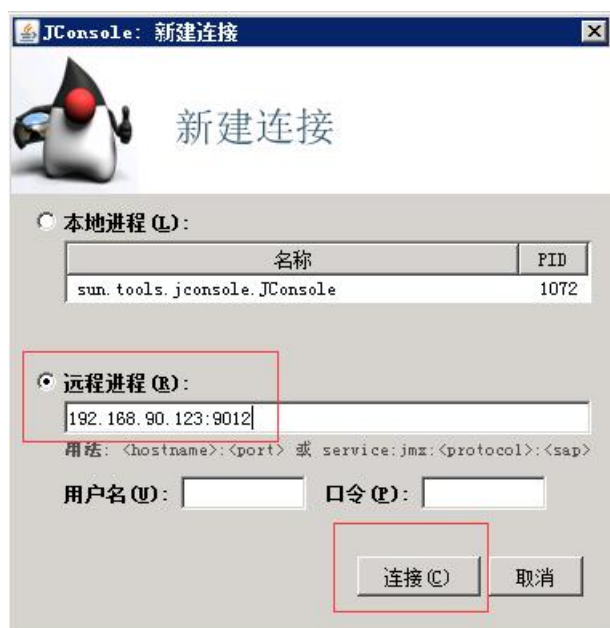 JConsole: 新建连接
新建连接
本地进程(L):
名称 PID
sun.tools.jconsole.JConsole 1072
远程进程(R):
192.168.90.123:9012
用法: <hostname>:<port> 或 service:jmx:<protocol>:<sap>
用户名(U): 口令(P):
连接(C) 取消